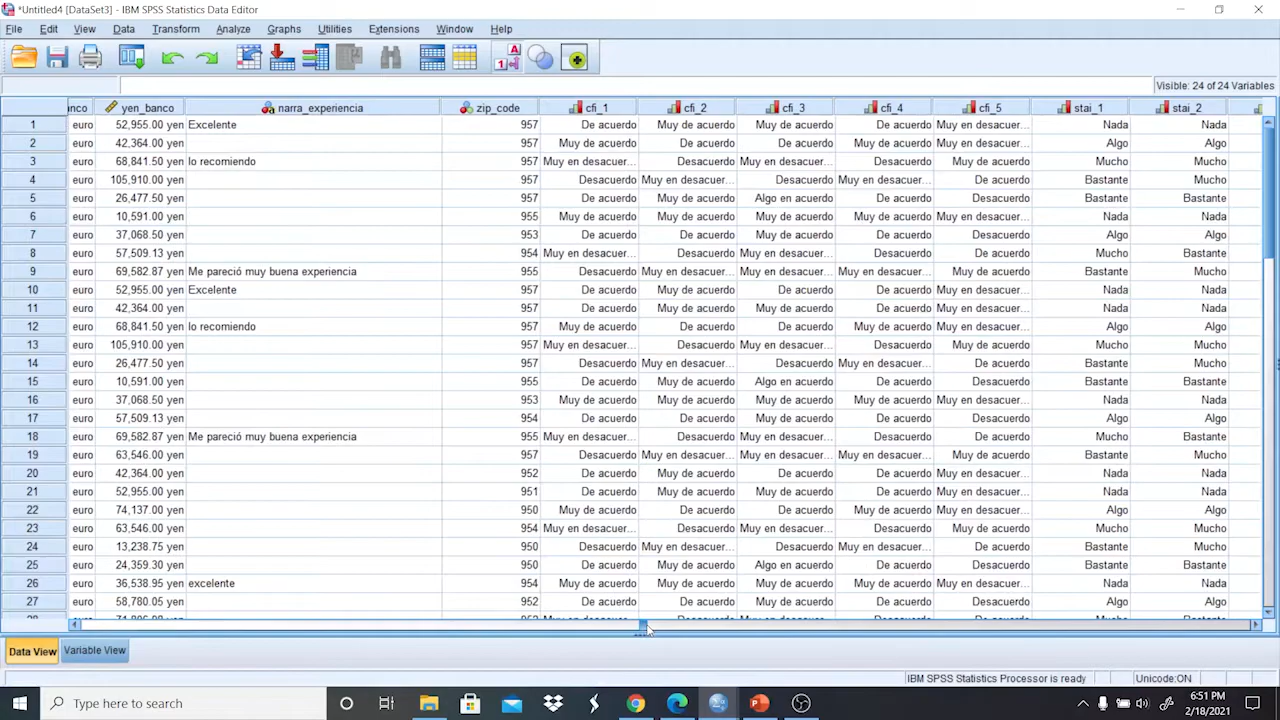 *Untitled4 [DataSet3] - IBM SPSS Statistics Data Editor
File Edit View Data Transform Graphs Analyze Utilities Extensions Window Help
Visible: 24 of 24 Variables
nco yen_banco narra_experiencia zip_code cfi_1 cfi_2 cfi_3 cfi_4 cfi_5 stai_1 stai_2
1 euro 52,955.00 yen Excelente 957 De acuerdo Muy de acuerdo Muy de acuerdo De acuerdo Muy en desacuer... Nada Nada
2 euro 42,364.00 yen 957 Muy de acuerdo De acuerdo De acuerdo Muy de acuerdo Muy en desacuer... Algo Algo
3 euro 68,841.50 yen lo recomiendo 957 Muy en desacuer... Desacuerdo Muy en desacuer... Desacuerdo Muy de acuerdo Mucho Mucho
4 euro 105,910.00 yen 957 Desacuerdo Muy en desacuer... Desacuerdo Muy en desacuer... De acuerdo Bastante Mucho
5 euro 26,477.50 yen 957 De acuerdo Muy de acuerdo Algo en acuerdo De acuerdo Desacuerdo Bastante Bastante
6 euro 10,591.00 yen 955 Muy de acuerdo Muy de acuerdo Muy de acuerdo Muy de acuerdo Muy en desacuer... Nada Nada
7 euro 37,068.50 yen 953 De acuerdo De acuerdo Muy de acuerdo De acuerdo Desacuerdo Algo Algo
8 euro 57,509.13 yen 954 Muy en desacuer... Desacuerdo Muy en desacuer... Desacuerdo Muy en desacuer... Mucho Bastante
9 euro 69,582.87 yen Me pareció muy buena experiencia 955 Desacuerdo Muy en desacuer... Muy en desacuer... Muy en desacuer... Muy de acuerdo Bastante Mucho
10 euro 52,955.00 yen Excelente 957 De acuerdo Muy de acuerdo De acuerdo De acuerdo Muy en desacuer... Nada Nada
11 euro 42,364.00 yen 957 De acuerdo Muy de acuerdo Muy de acuerdo De acuerdo Muy en desacuer... Nada Nada
12 euro 68,841.50 yen lo recomiendo 957 Muy de acuerdo De acuerdo De acuerdo Muy de acuerdo Muy en desacuer... Algo Algo
13 euro 105,910.00 yen 957 Muy en desacuer... Desacuerdo Muy en desacuer... Desacuerdo Muy de acuerdo Mucho Mucho
14 euro 26,477.50 yen 957 Desacuerdo Muy en desacuer... Desacuerdo Muy en desacuer... De acuerdo Bastante Mucho
15 euro 10,591.00 yen 955 De acuerdo Muy de acuerdo Algo en acuerdo De acuerdo Desacuerdo Bastante Bastante
16 euro 37,068.50 yen 953 Muy de acuerdo Muy de acuerdo Muy de acuerdo Muy de acuerdo Muy en desacuer... Nada Nada
17 euro 57,509.13 yen 954 De acuerdo De acuerdo Muy de acuerdo De acuerdo Desacuerdo Algo Algo
18 euro 69,582.87 yen Me pareció muy buena experiencia 955 Muy en desacuer... Desacuerdo Muy en desacuer... Desacuerdo Muy en desacuer... Mucho Bastante
19 euro 63,546.00 yen 957 Desacuerdo Muy en desacuer... Muy en desacuer... Muy en desacuer... Muy de acuerdo Bastante Mucho
20 euro 42,364.00 yen 952 De acuerdo Muy de acuerdo De acuerdo De acuerdo Muy en desacuer... Nada Nada
21 euro 52,955.00 yen 951 De acuerdo Muy de acuerdo Muy de acuerdo De acuerdo Muy en desacuer... Nada Nada
22 euro 74,137.00 yen 950 Muy de acuerdo De acuerdo De acuerdo Muy de acuerdo Muy en desacuer... Algo Algo
23 euro 63,546.00 yen 954 Muy en desacuer... Desacuerdo Muy en desacuer... Desacuerdo Muy de acuerdo Mucho Mucho
24 euro 13,238.75 yen 950 Desacuerdo Muy en desacuer... Desacuerdo Muy en desacuer... De acuerdo Bastante Mucho
25 euro 24,359.30 yen 950 De acuerdo Muy de acuerdo Algo en acuerdo De acuerdo Desacuerdo Bastante Bastante
26 euro 36,538.95 yen excelente 954 Muy de acuerdo Muy de acuerdo Muy de acuerdo Muy de acuerdo Muy en desacuer... Nada Nada
27 euro 58,780.05 yen 952 De acuerdo De acuerdo Muy de acuerdo De acuerdo Desacuerdo Algo Algo
Data View Variable View
IBM SPSS Statistics Processor is ready Unicode:ON
Type here to search
6:51 PM
2/18/2021